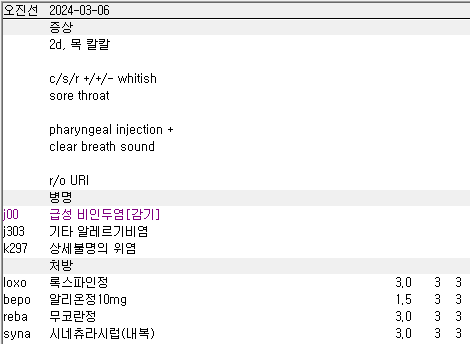 오진선 2024-03-06
증상
2d, 목 칼칼
c/s/r +/+/- whitish
sore throat
pharyngeal injection +
clear breath sound
r/o URI
병명
j00 급성 비인두염[감기]
j303 기타 알레르기비염
k297 상세불명의 위염
처방
loxo 록스파인정 3.0 3 3
bepo 알리온정10mg 1.5 3 3
reba 무코란정 3.0 3 3
syna 시네츄라시럽(내복) 3.0 3 3